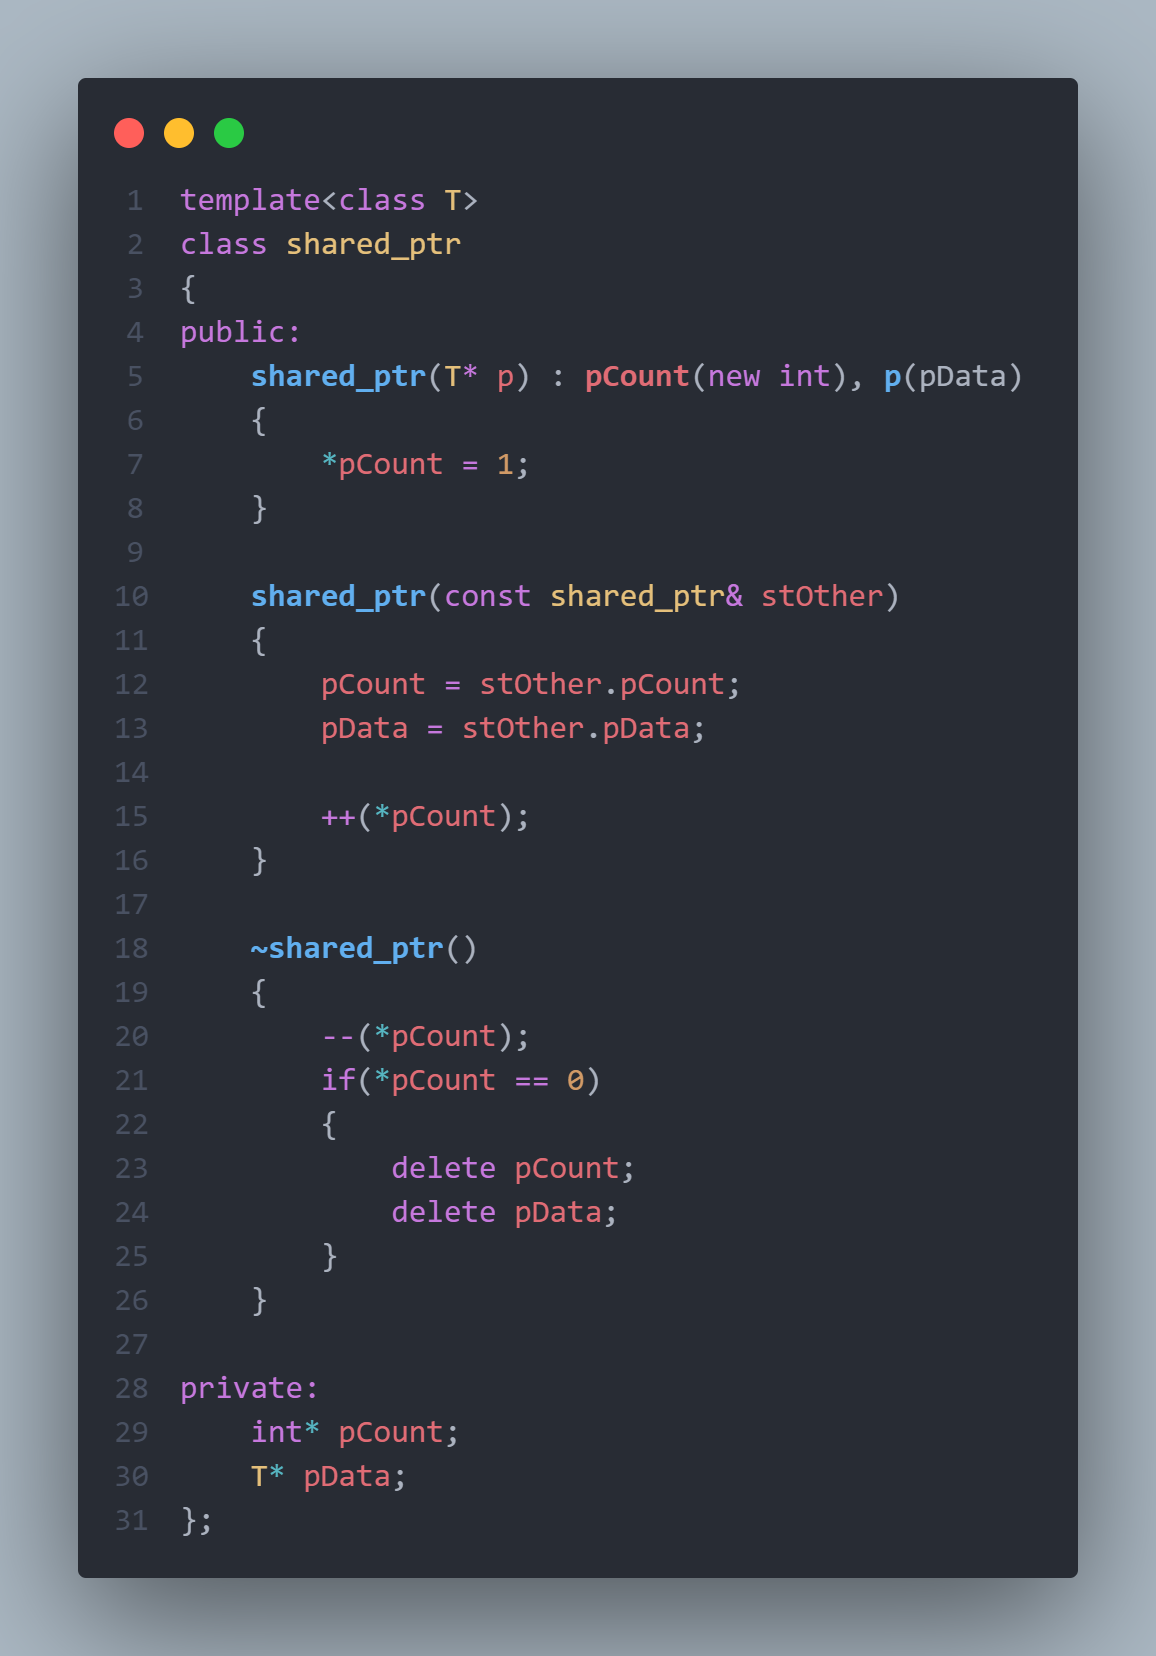 1 template<class T>
2 class shared_ptr
3 {
4 public:
5     shared_ptr(T* p) : pCount(new int), p(pData)
6     {
7         *pCount = 1;
8     }
9
10     shared_ptr(const shared_ptr& stOther)
11     {
12         pCount = stOther.pCount;
13         pData = stOther.pData;
14
15         ++(*pCount);
16     }
17
18     ~shared_ptr()
19     {
20         --(*pCount);
21         if(*pCount == 0)
22         {
23             delete pCount;
24             delete pData;
25         }
26     }
27
28 private:
29     int* pCount;
30     T* pData;
31 };